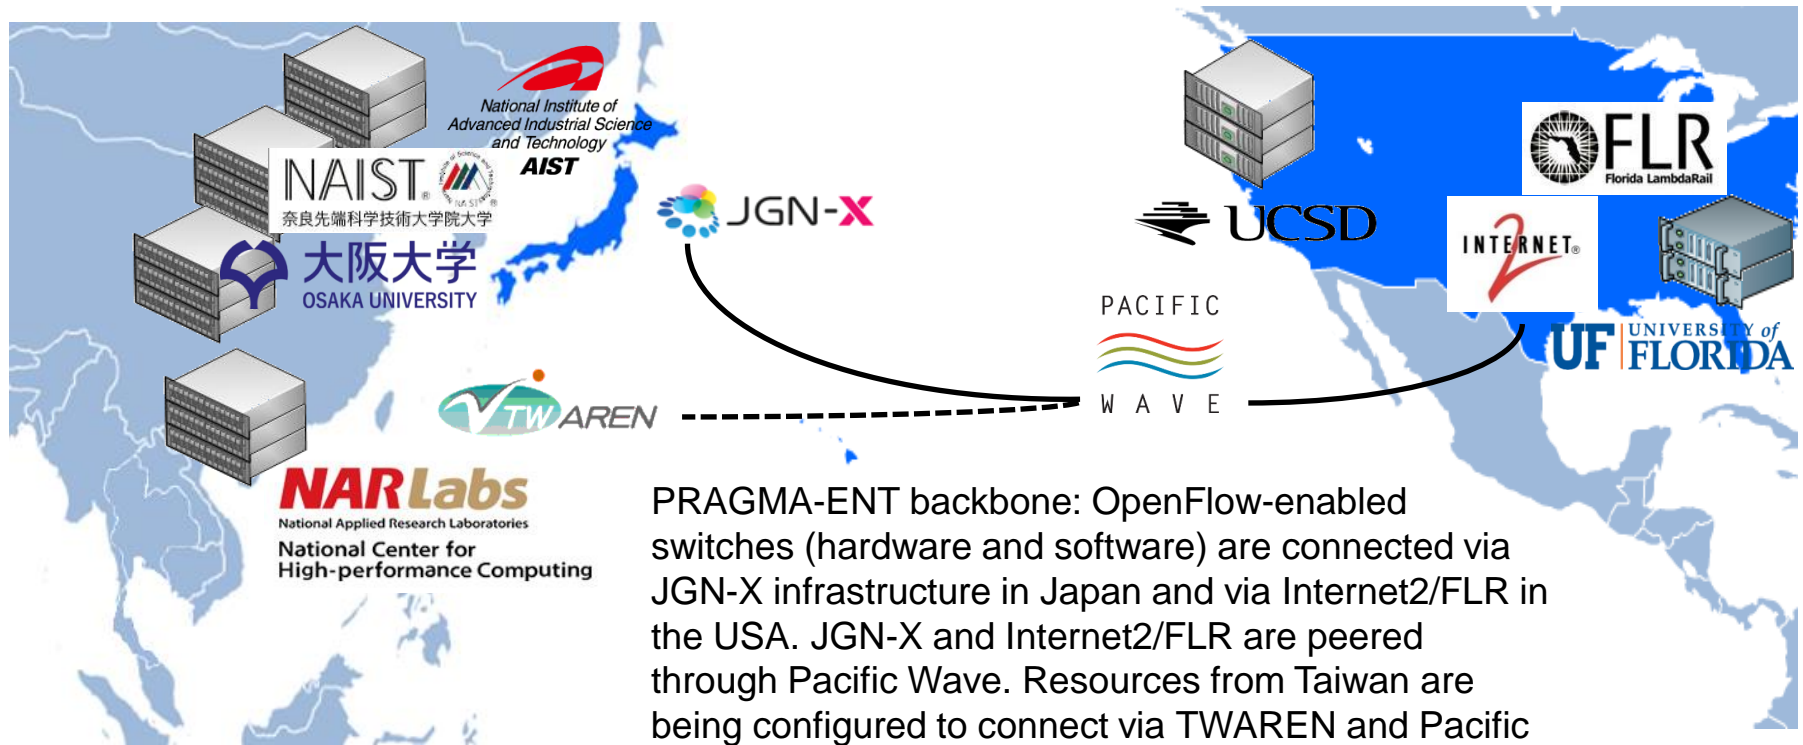 National Institute of
Advanced Industrial Science
and Technology
AIST
NAIST®
奈良先端科学技術大学院大学
大阪大学
OSAKA UNIVERSITY
JGN-X
UCSD
FLR
Florida LambdaRail
INTERNET®
2
UF UNIVERSITY of
FLORIDA
PACIFIC
WAVE
TWAREN
NARLabs
National Applied Research Laboratories
National Center for
High-performance Computing
PRAGMA-ENT backbone: OpenFlow-enabled
switches (hardware and software) are connected via
JGN-X infrastructure in Japan and via Internet2/FLR in
the USA. JGN-X and Internet2/FLR are peered
through Pacific Wave. Resources from Taiwan are
being configured to connect via TWAREN and Pacific